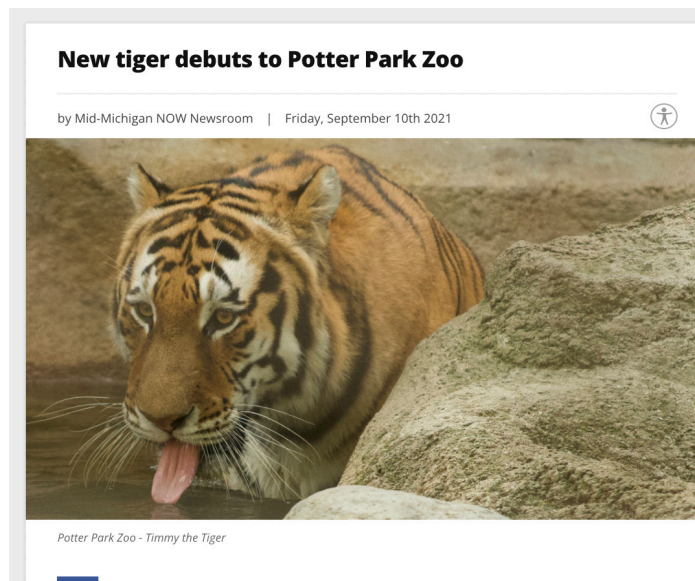 New tiger debuts to Potter Park Zoo
by Mid-Michigan NOW Newsroom | Friday, September 10th 2021
Potter Park Zoo - Timmy the Tiger